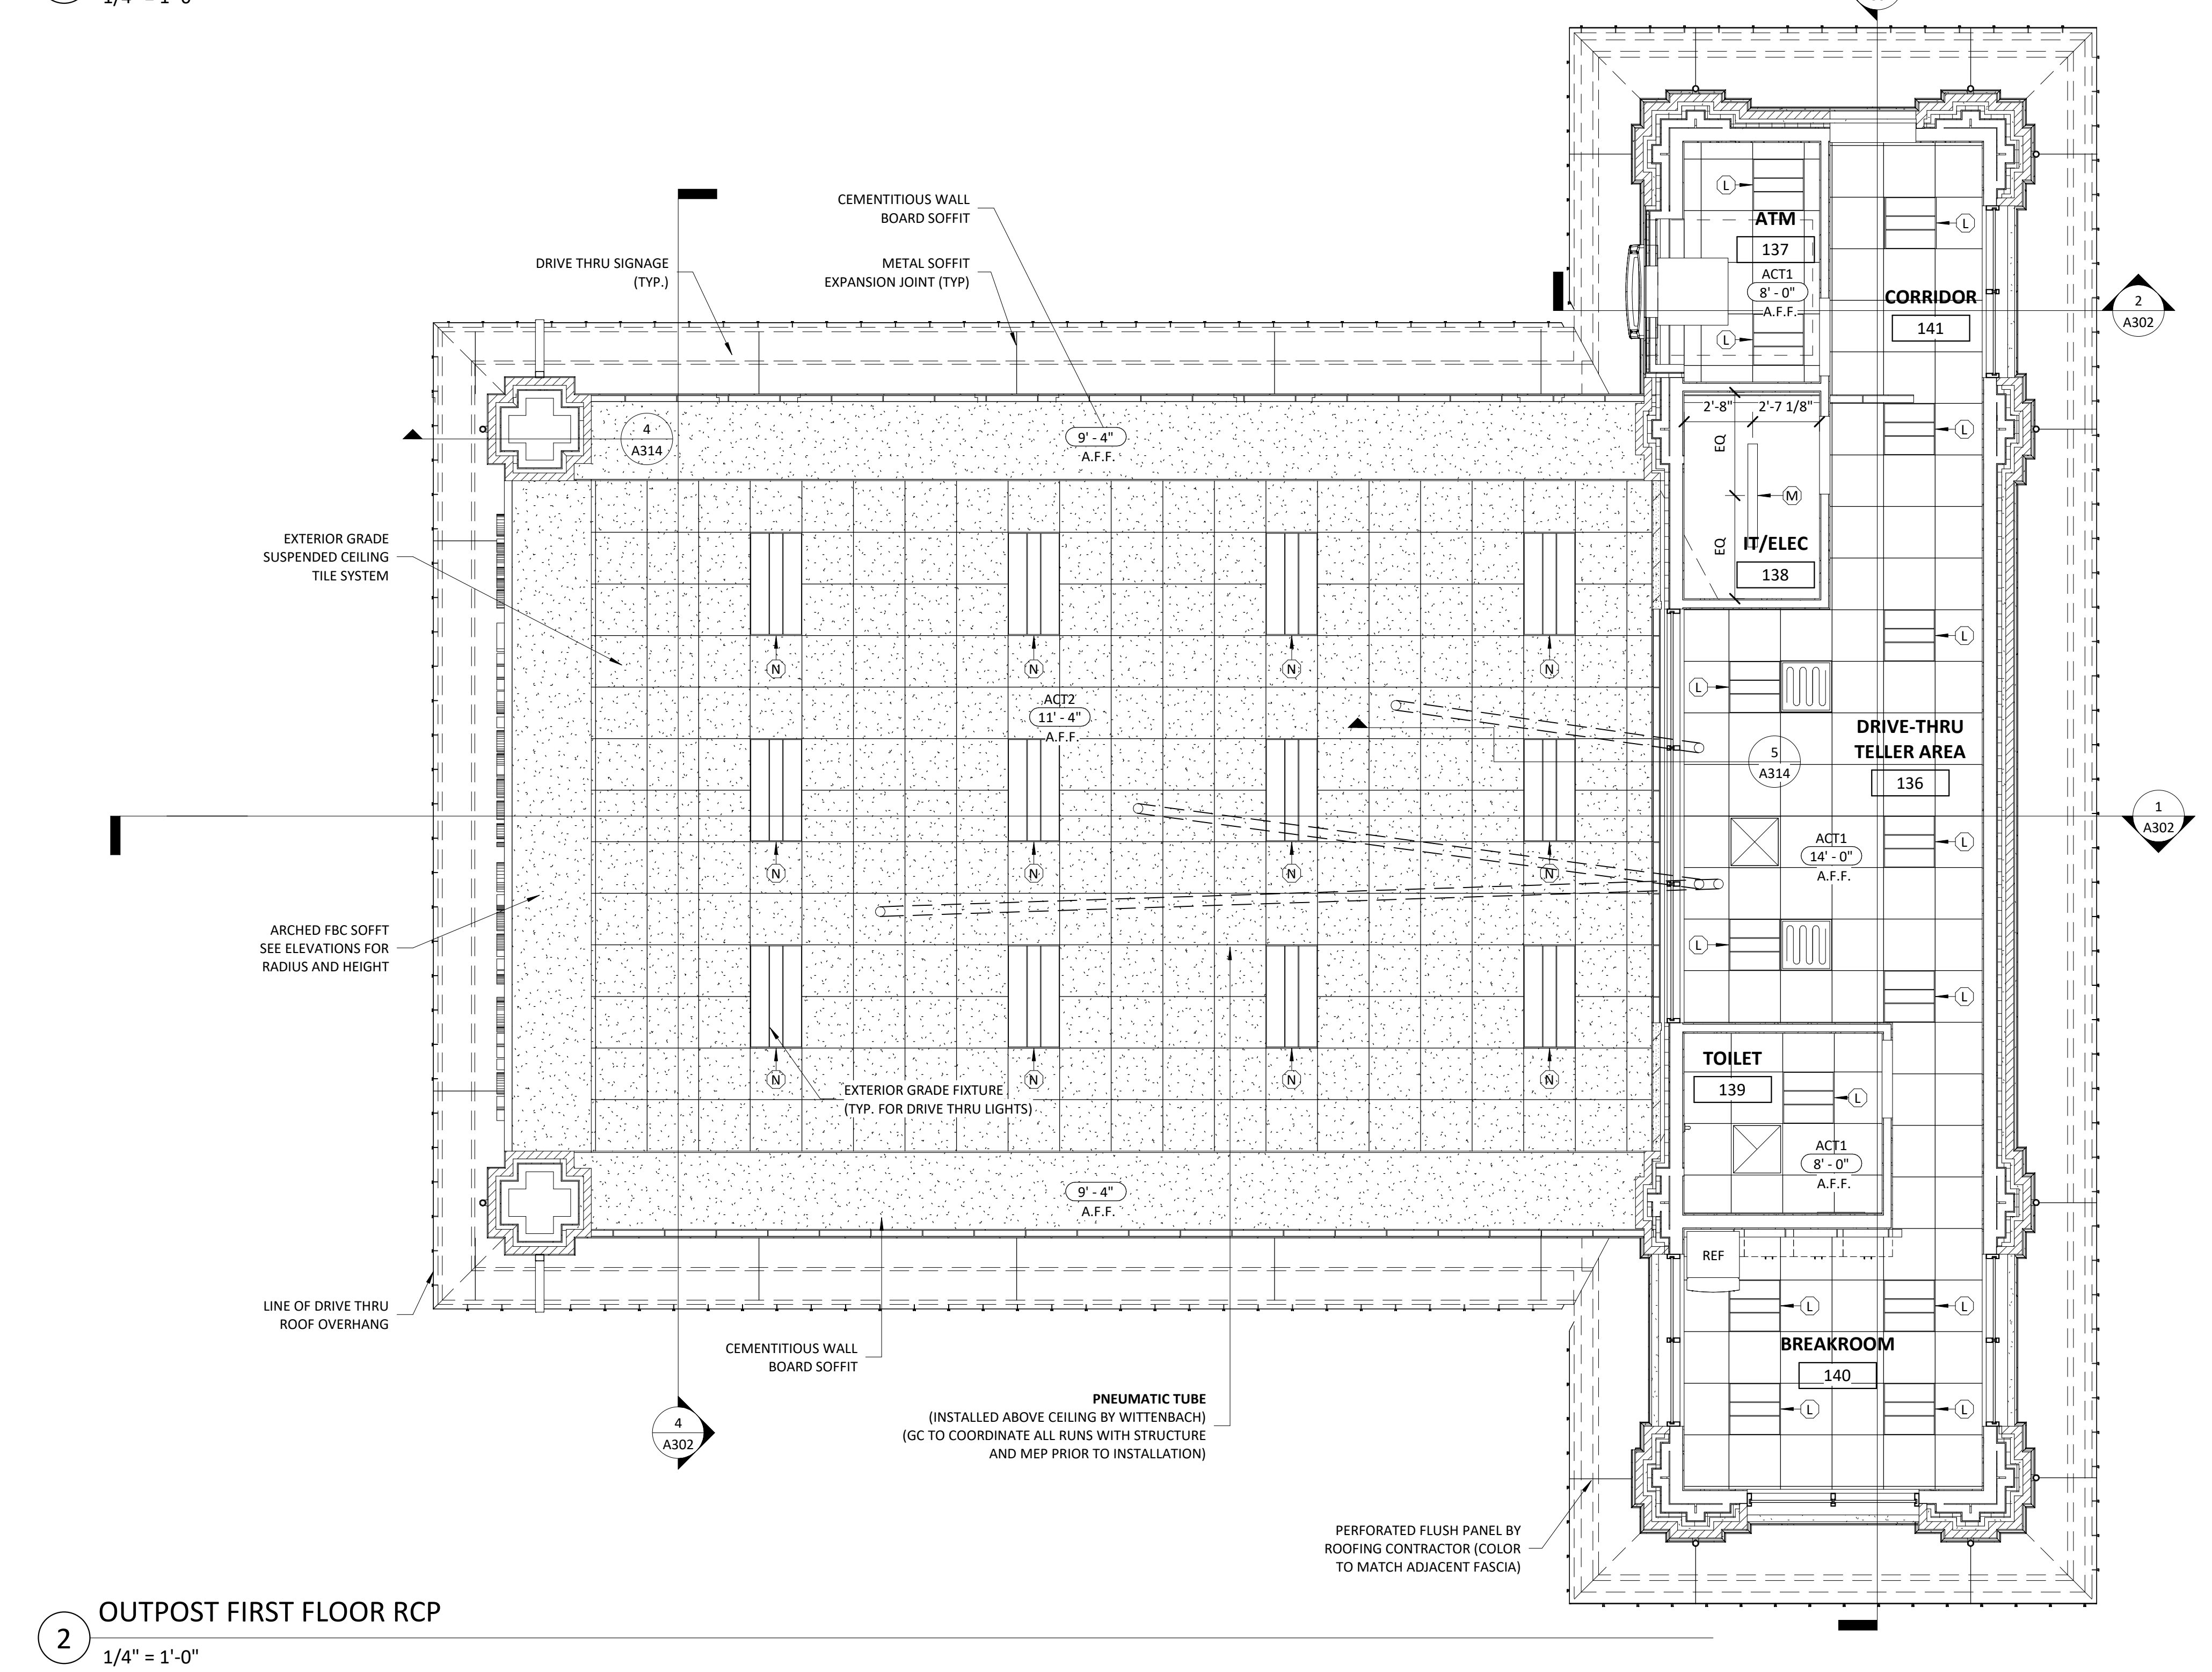 1/4" = 1'-0"
CEMENTITIOUS WALL
BOARD SOFFIT
DRIVE THRU SIGNAGE
(TYP.)
METAL SOFFIT
EXPANSION JOINT (TYP)
L
ATM
137
ACT1
8' - 0"
A.F.F.
L
L
CORRIDOR
141
2
A302
4
A314
9' - 4"
A.F.F.
2'-8"
2'-7 1/8"
EQ
EQ
M
L
IT/ELEC
138
EXTERIOR GRADE
SUSPENDED CEILING
TILE SYSTEM
N
N
N
N
ACT2
11' - 4"
A.F.F.
L
L
DRIVE-THRU
TELLER AREA
136
5
A314
1
A302
ACT1
14' - 0"
A.F.F.
L
N
N
N
N
ARCHED FBC SOFFT
SEE ELEVATIONS FOR
RADIUS AND HEIGHT
L
L
N
N
N
N
EXTERIOR GRADE FIXTURE
(TYP. FOR DRIVE THRU LIGHTS)
TOILET
139
L
ACT1
8' - 0"
A.F.F.
9' - 4"
A.F.F.
REF
L
L
BREAKROOM
140
L
L
LINE OF DRIVE THRU
ROOF OVERHANG
CEMENTITIOUS WALL
BOARD SOFFIT
4
A302
PNEUMATIC TUBE
(INSTALLED ABOVE CEILING BY WITTENBACH)
(GC TO COORDINATE ALL RUNS WITH STRUCTURE
AND MEP PRIOR TO INSTALLATION)
PERFORATED FLUSH PANEL BY
ROOFING CONTRACTOR (COLOR
TO MATCH ADJACENT FASCIA)
2
OUTPOST FIRST FLOOR RCP
1/4" = 1'-0"